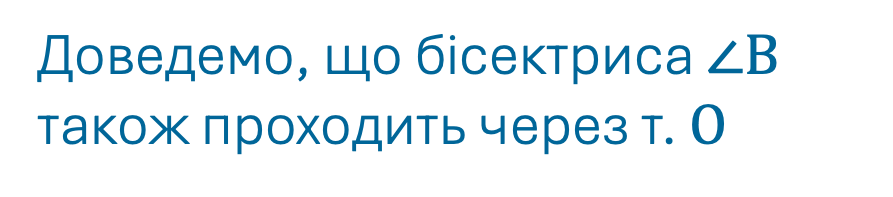 Доведемо, що бісектриса ∠B
також проходить через т. O